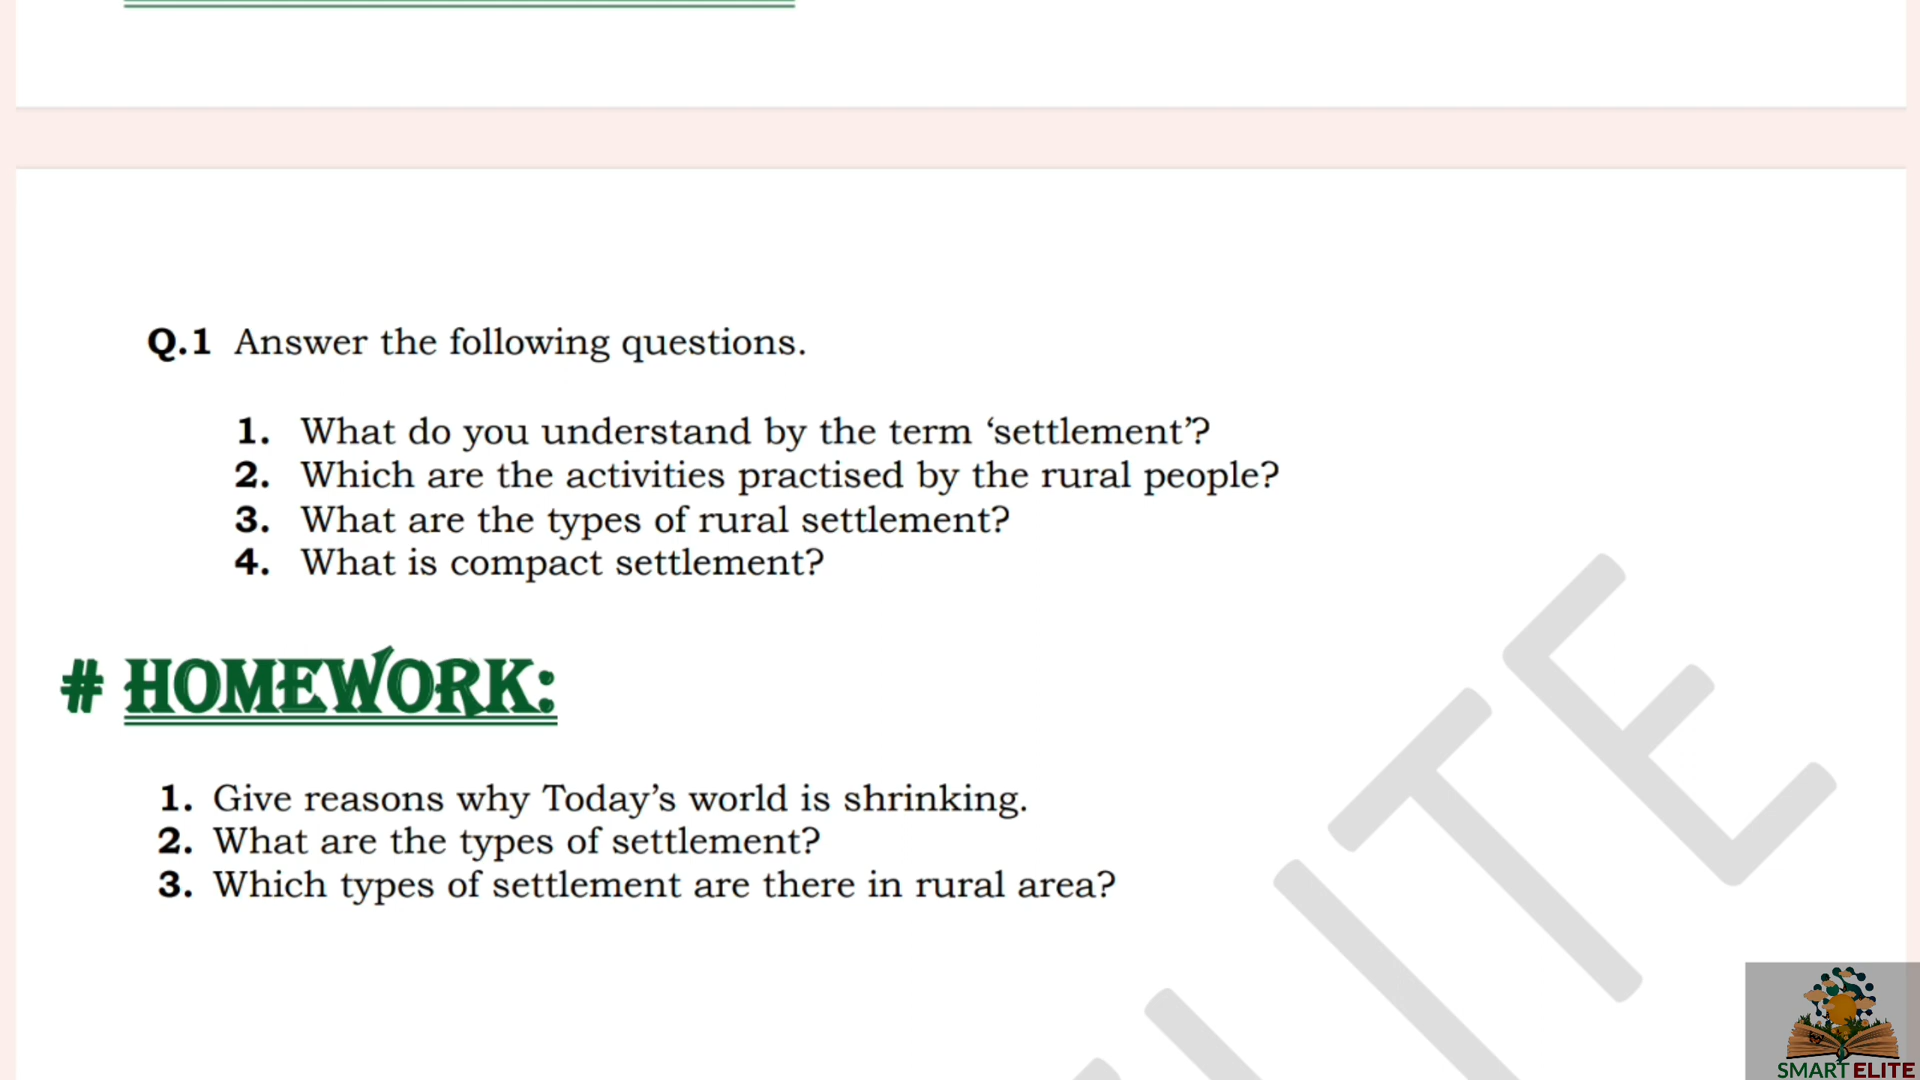 Q.1 Answer the following questions.
1. What do you understand by the term ‘settlement’?
2. Which are the activities practised by the rural people?
3. What are the types of rural settlement?
4. What is compact settlement?
# HOMEWORK:
1. Give reasons why Today’s world is shrinking.
2. What are the types of settlement?
3. Which types of settlement are there in rural area?
ITE
SMART ELITE